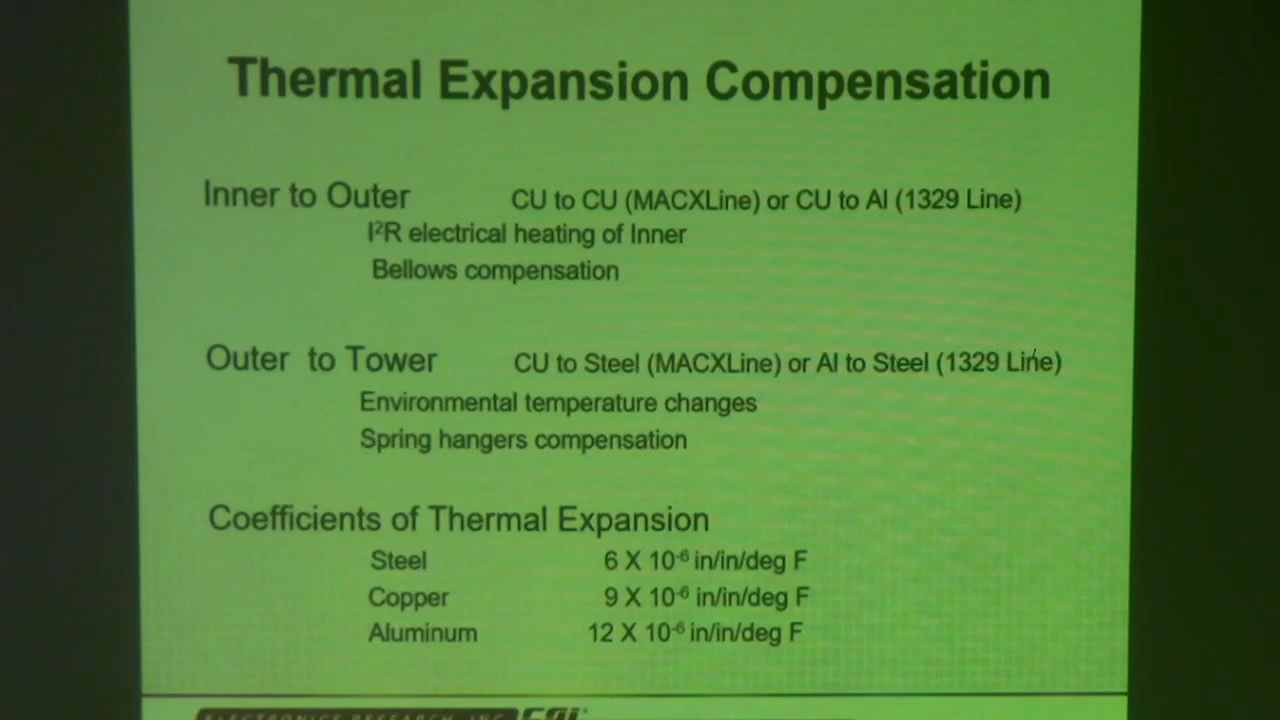 Thermal Expansion Compensation
Inner to Outer CU to CU (MACXLine) or CU to Al (1329 Line)
I²R electrical heating of Inner
Bellows compensation
Outer to Tower CU to Steel (MACXLine) or Al to Steel (1329 Line)
Environmental temperature changes
Spring hangers compensation
Coefficients of Thermal Expansion
Steel 6 X 10⁻⁶ in/in/deg F
Copper 9 X 10⁻⁶ in/in/deg F
Aluminum 12 X 10⁻⁶ in/in/deg F
ELECTRONICS RESEARCH, INC.